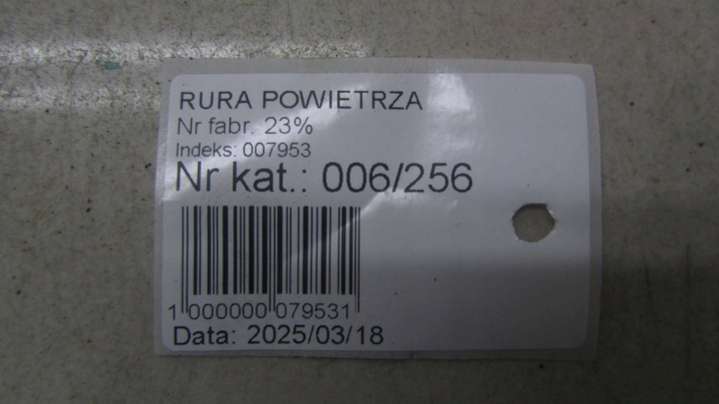 RURA POWIETRZA
Nr fabr. 23%
Indeks: 007953
Nr kat.: 006/256
1 000000 079531
Data: 2025/03/18